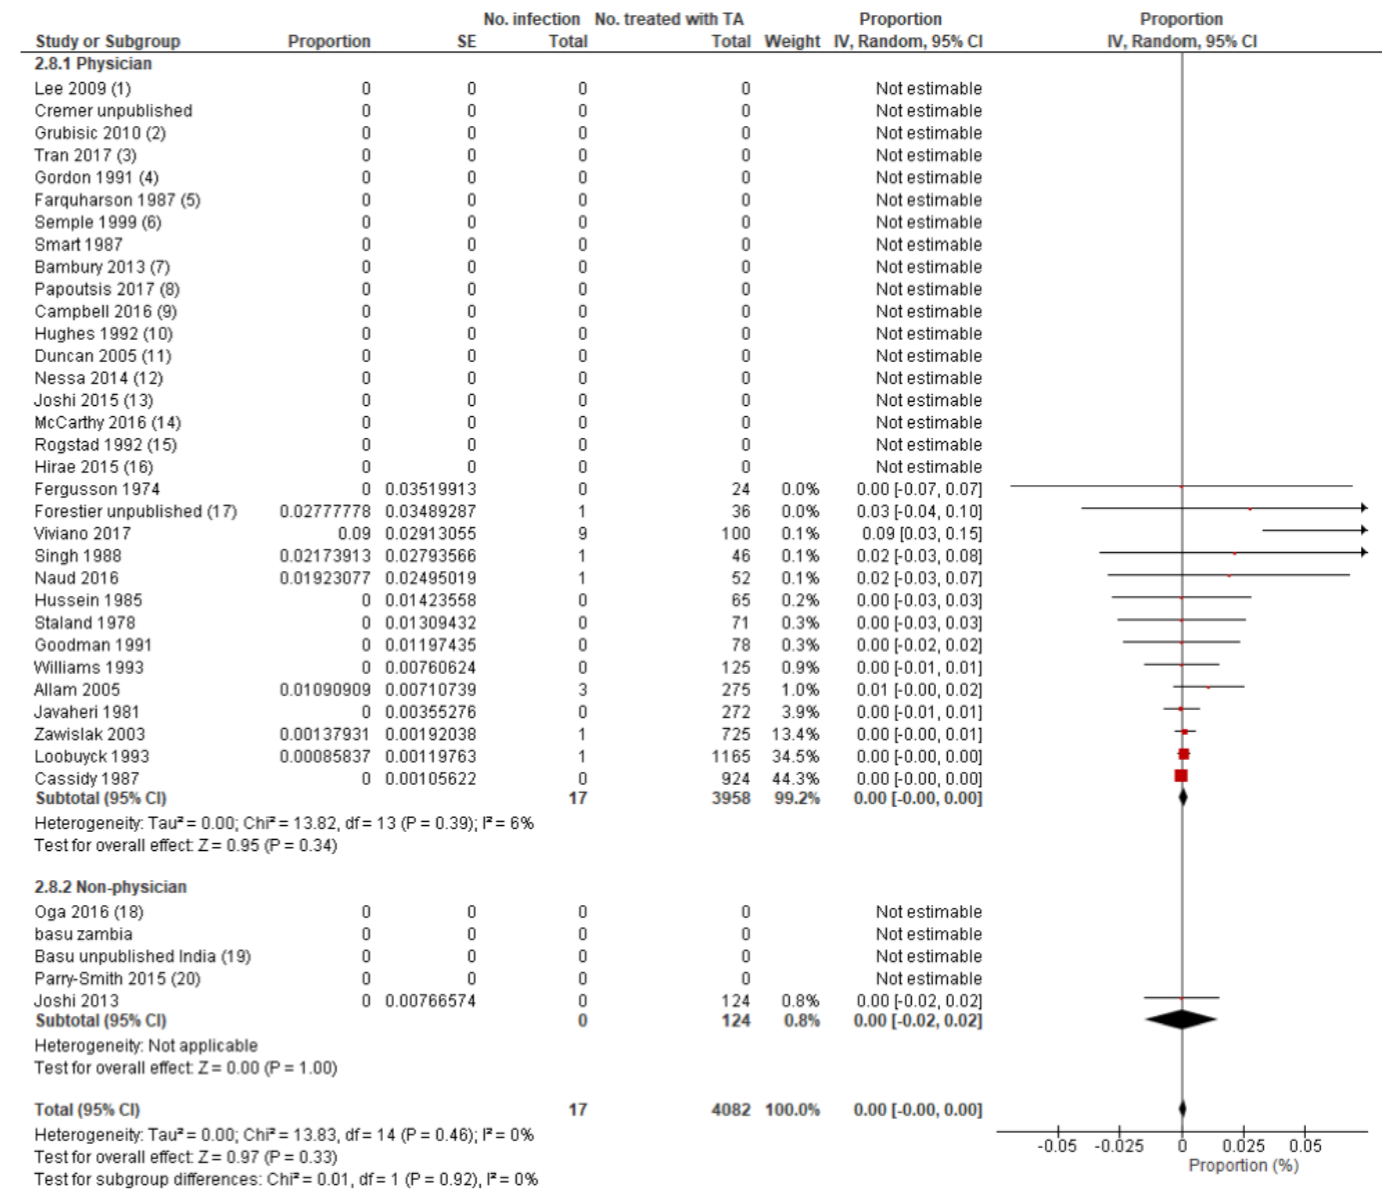 No. infection No. treated with TA Proportion Proportion
Study or Subgroup Proportion SE Total Total Weight IV, Random, 95% CI IV, Random, 95% CI
2.8.1 Physician
Lee 2009 (1) 0 0 0 0 Not estimable
Cremer unpublished 0 0 0 0 Not estimable
Grubisic 2010 (2) 0 0 0 0 Not estimable
Tran 2017 (3) 0 0 0 0 Not estimable
Gordon 1991 (4) 0 0 0 0 Not estimable
Farquharson 1987 (5) 0 0 0 0 Not estimable
Semple 1999 (6) 0 0 0 0 Not estimable
Smart 1987 0 0 0 0 Not estimable
Bambury 2013 (7) 0 0 0 0 Not estimable
Papoutsis 2017 (8) 0 0 0 0 Not estimable
Campbell 2016 (9) 0 0 0 0 Not estimable
Hughes 1992 (10) 0 0 0 0 Not estimable
Duncan 2005 (11) 0 0 0 0 Not estimable
Nessa 2014 (12) 0 0 0 0 Not estimable
Joshi 2015 (13) 0 0 0 0 Not estimable
McCarthy 2016 (14) 0 0 0 0 Not estimable
Rogstad 1992 (15) 0 0 0 0 Not estimable
Hirae 2015 (16) 0 0 0 0 Not estimable
Fergusson 1974 0 0.03519913 0 24 0.0% 0.00 [-0.07, 0.07]
Forestier unpublished (17) 0.02777778 0.03489287 1 36 0.0% 0.03 [-0.04, 0.10]
Viviano 2017 0.09 0.02913055 9 100 0.1% 0.09 [0.03, 0.15]
Singh 1988 0.02173913 0.02793566 1 46 0.1% 0.02 [-0.03, 0.08]
Naud 2016 0.01923077 0.02495019 1 52 0.1% 0.02 [-0.03, 0.07]
Hussein 1985 0 0.01423558 0 65 0.2% 0.00 [-0.03, 0.03]
Staland 1978 0 0.01309432 0 71 0.3% 0.00 [-0.03, 0.03]
Goodman 1991 0 0.01197435 0 78 0.3% 0.00 [-0.02, 0.02]
Williams 1993 0 0.00760624 0 125 0.9% 0.00 [-0.01, 0.01]
Allam 2005 0.01090909 0.00710739 3 275 1.0% 0.01 [-0.00, 0.02]
Javaheri 1981 0 0.00355276 0 272 3.9% 0.00 [-0.01, 0.01]
Zawislak 2003 0.00137931 0.00192038 1 725 13.4% 0.00 [-0.00, 0.01]
Loobuyck 1993 0.00085837 0.00119763 1 1165 34.5% 0.00 [-0.00, 0.00]
Cassidy 1987 0 0.00105622 0 924 44.3% 0.00 [-0.00, 0.00]
Subtotal (95% CI) 17 3958 99.2% 0.00 [-0.00, 0.00]
Heterogeneity: Tau² = 0.00; Chi² = 13.82, df = 13 (P = 0.39); I² = 6%
Test for overall effect: Z = 0.95 (P = 0.34)
2.8.2 Non-physician
Oga 2016 (18) 0 0 0 0 Not estimable
basu zambia 0 0 0 0 Not estimable
Basu unpublished India (19) 0 0 0 0 Not estimable
Parry-Smith 2015 (20) 0 0 0 0 Not estimable
Joshi 2013 0 0.00766574 0 124 0.8% 0.00 [-0.02, 0.02]
Subtotal (95% CI) 0 124 0.8% 0.00 [-0.02, 0.02]
Heterogeneity: Not applicable
Test for overall effect: Z = 0.00 (P = 1.00)
Total (95% CI) 17 4082 100.0% 0.00 [-0.00, 0.00]
Heterogeneity: Tau² = 0.00; Chi² = 13.83, df = 14 (P = 0.46); I² = 0%
Test for overall effect: Z = 0.97 (P = 0.33)
Test for subgroup differences: Chi² = 0.01, df = 1 (P = 0.92), I² = 0%
-0.05 -0.025 0 0.025 0.05
Proportion (%)